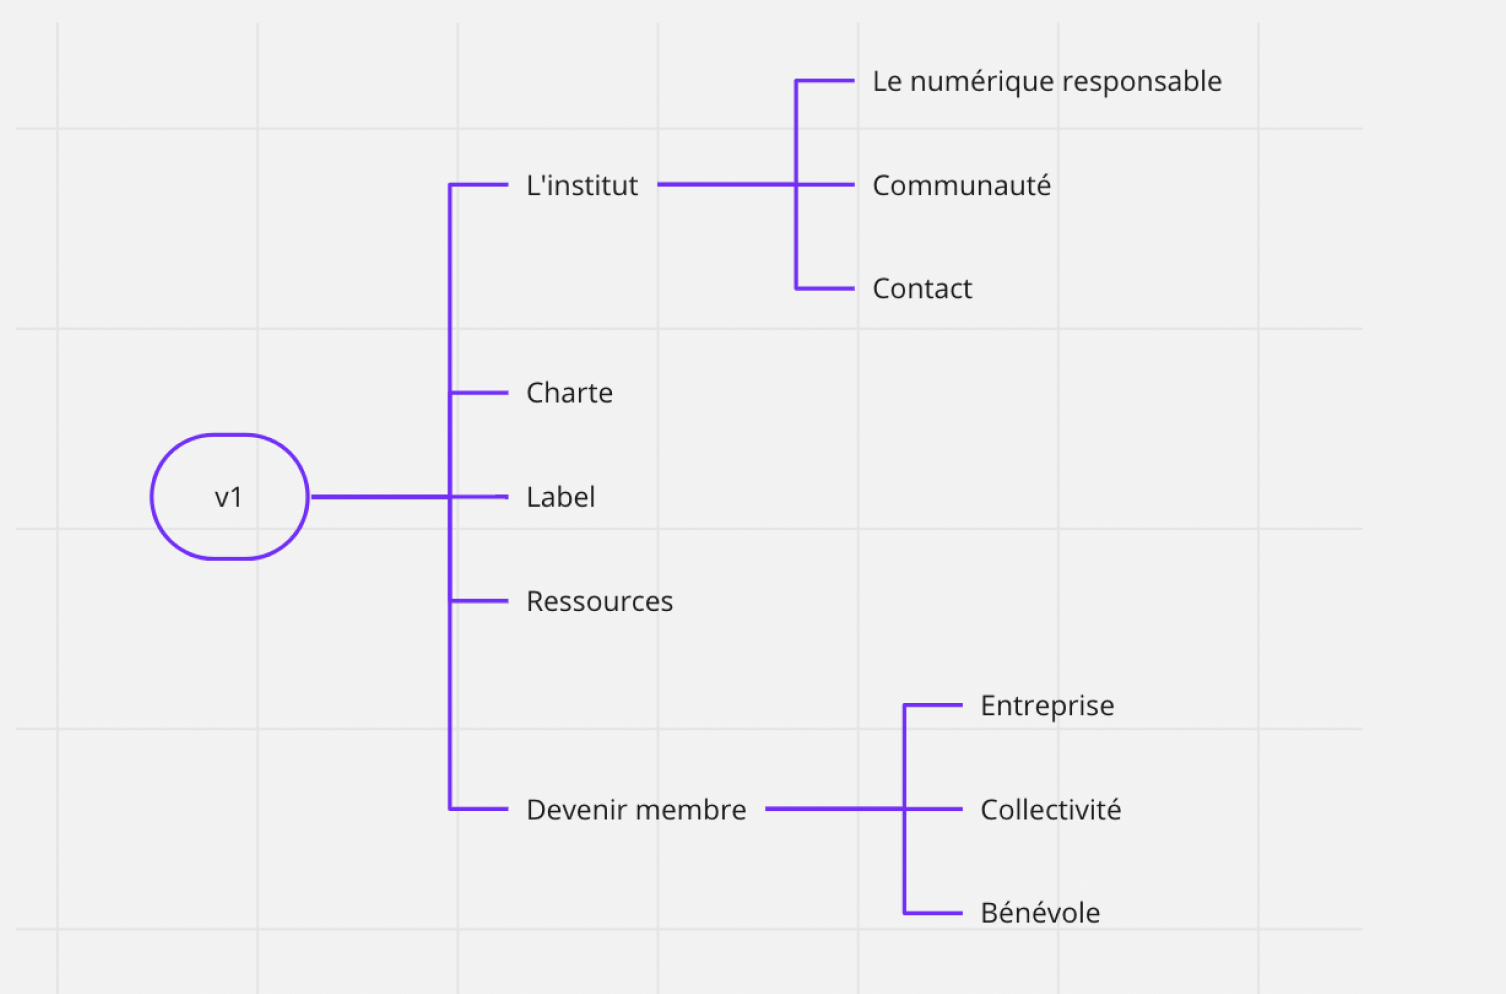 v1
L'institut
Le numérique responsable
Communauté
Contact
Charte
Label
Ressources
Devenir membre
Entreprise
Collectivité
Bénévole